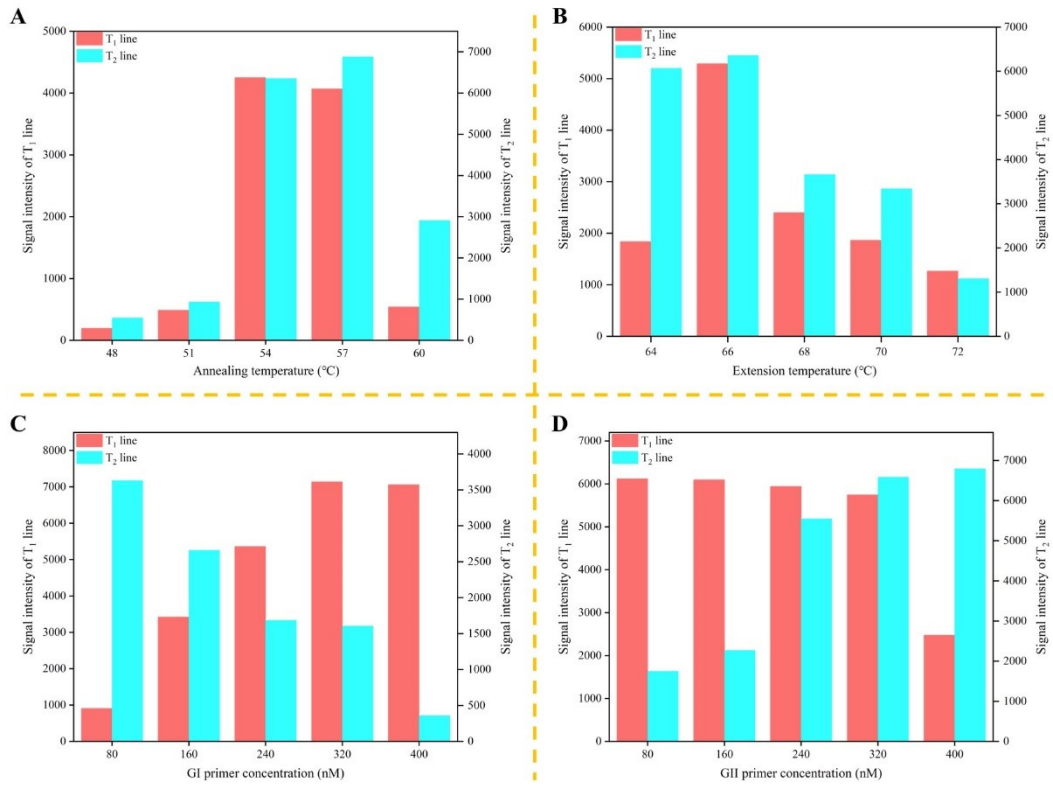 A
T₁ line
T₂ line
5000
4000
3000
2000
1000
0
7000
6000
5000
4000
3000
2000
1000
0
Signal intensity of T₁ line
Signal intensity of T₂ line
48 51 54 57 60
Annealing temperature (℃)
B
T₁ line
T₂ line
6000
5000
4000
3000
2000
1000
0
7000
6000
5000
4000
3000
2000
1000
0
Signal intensity of T₁ line
Signal intensity of T₂ line
64 66 68 70 72
Extension temperature (℃)
C
T₁ line
T₂ line
8000
7000
6000
5000
4000
3000
2000
1000
0
4000
3500
3000
2500
2000
1500
1000
500
0
Signal intensity of T₁ line
Signal intensity of T₂ line
80 160 240 320 400
GI primer concentration (nM)
D
T₁ line
T₂ line
7000
6000
5000
4000
3000
2000
1000
0
7000
6000
5000
4000
3000
2000
1000
0
Signal intensity of T₁ line
Signal intensity of T₂ line
80 160 240 320 400
GII primer concentration (nM)